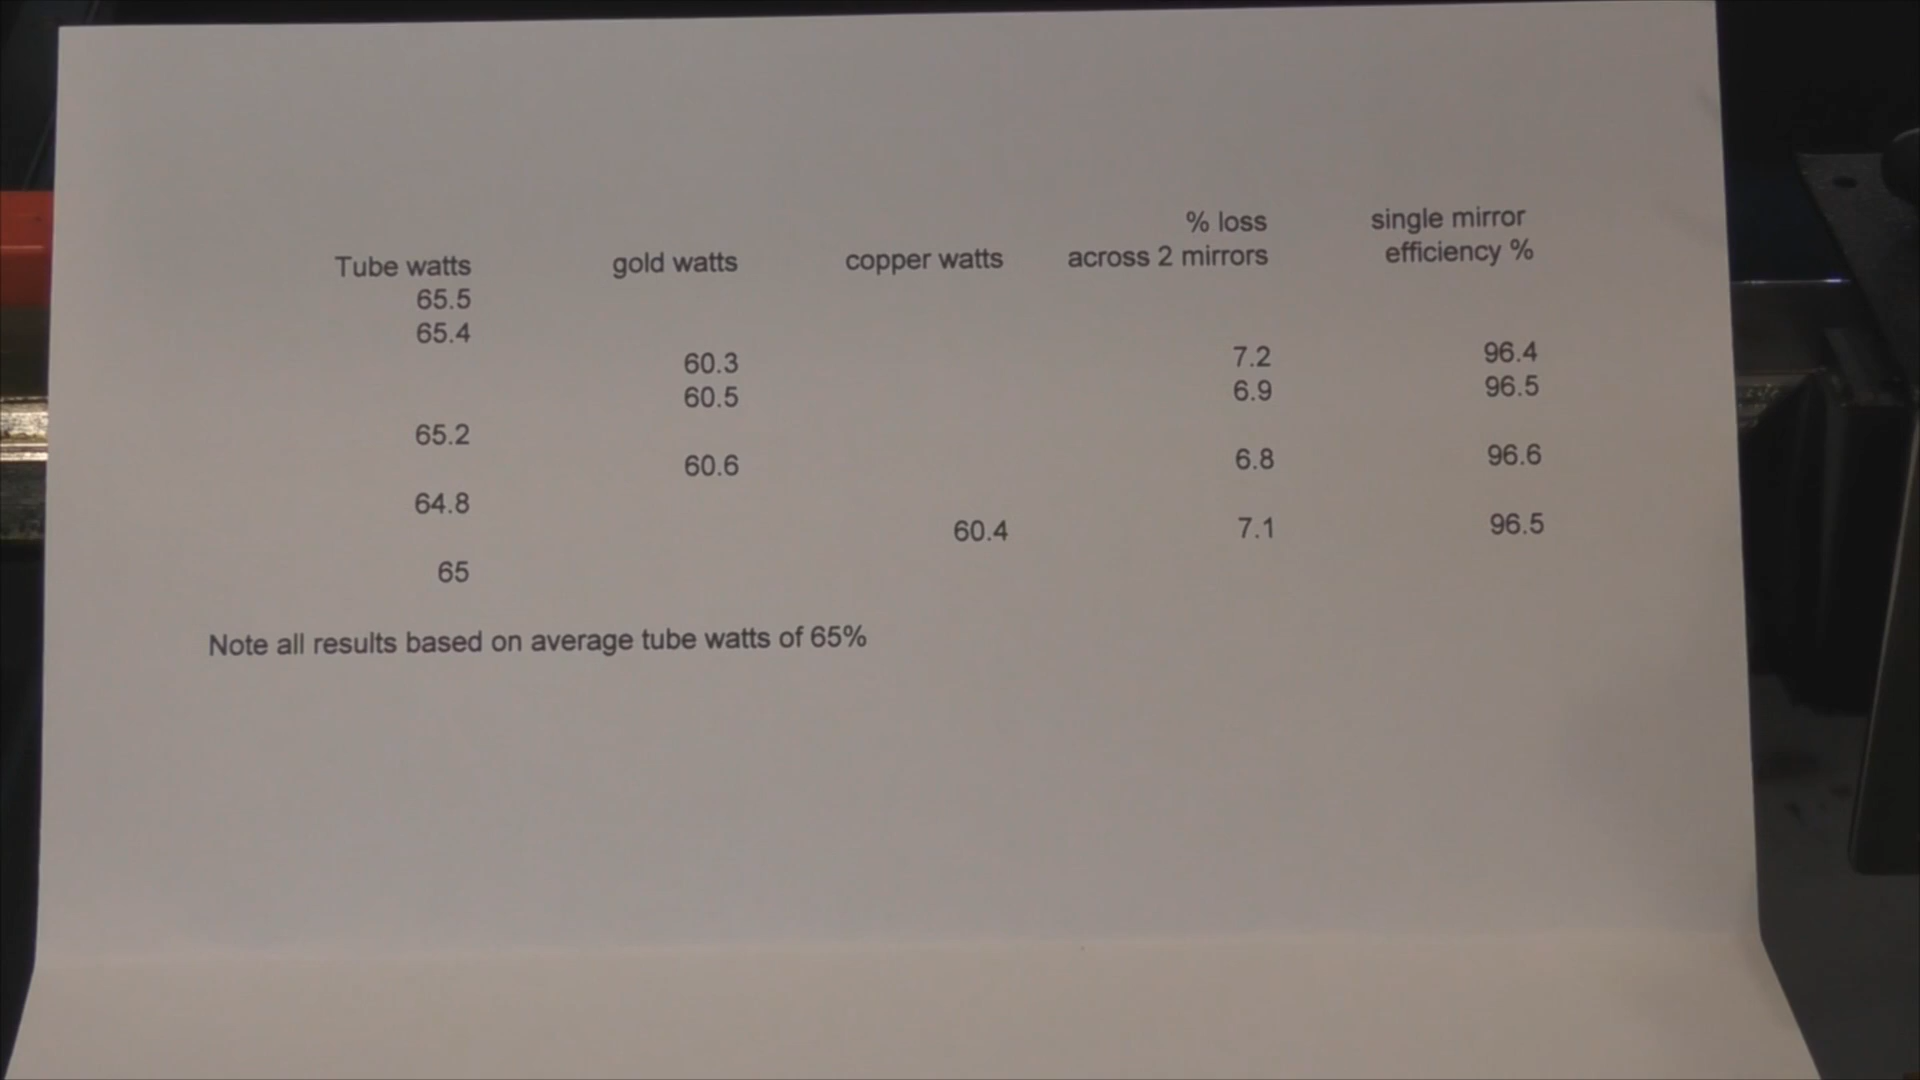 % loss single mirror
Tube watts gold watts copper watts across 2 mirrors efficiency %
65.5
65.4
60.3 7.2 96.4
60.5 6.9 96.5
65.2
60.6 6.8 96.6
64.8
60.4 7.1 96.5
65
Note all results based on average tube watts of 65%